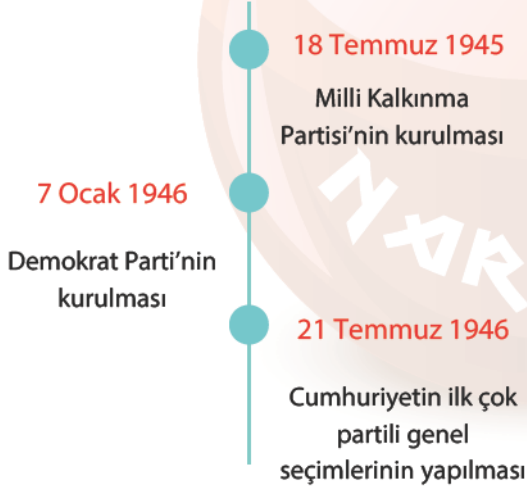 18 Temmuz 1945
Milli Kalkınma
Partisi’nin kurulması
7 Ocak 1946
Demokrat Parti’nin
kurulması
21 Temmuz 1946
Cumhuriyetin ilk çok
partili genel
seçimlerinin yapılması